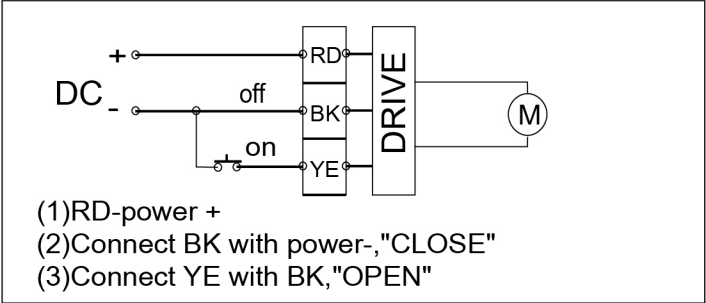 + RD
DC
- off BK
on YE
DRIVE
M
(1)RD-power +
(2)Connect BK with power-,"CLOSE"
(3)Connect YE with BK,"OPEN"